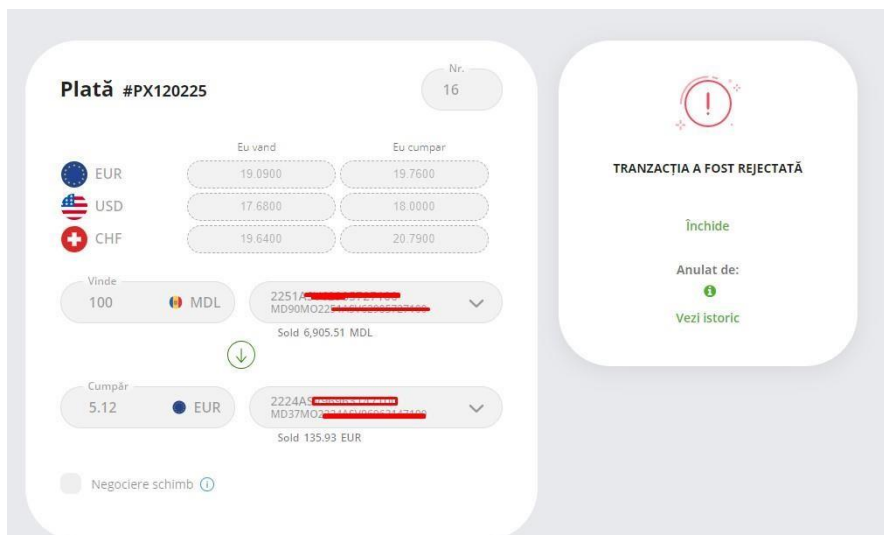 Plată #PX120225
Nr.
16
Eu vand Eu cumpar
EUR 19.0900 19.7600
USD 17.6800 18.0000
CHF 19.6400 20.7900
Vinde
100 MDL
2251A
MD90MO22
Sold 6,905.51 MDL
Cumpăr
5.12 EUR
2224AS
MD37MO2
Sold 135.93 EUR
Negociere schimb
TRANZACȚIA A FOST REJECTATĂ
Închide
Anulat de:
Vezi istoric